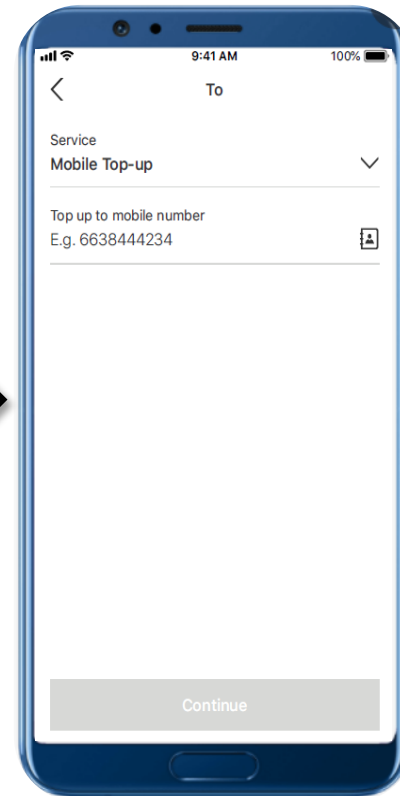 9:41 AM
100%
To
Service
Mobile Top-up
Top up to mobile number
E.g. 6638444234
Continue